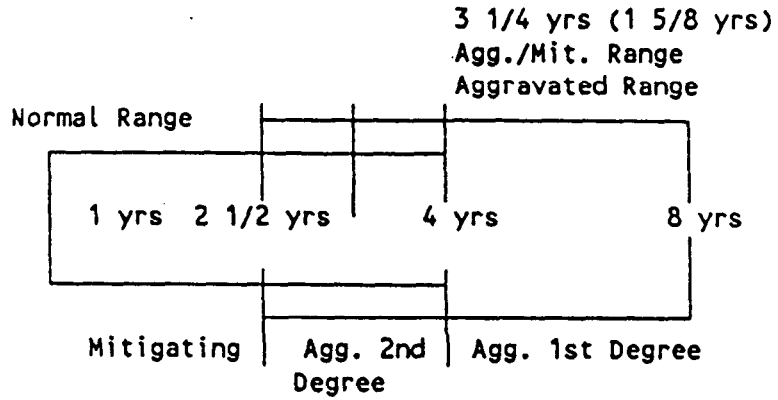 3 1/4 yrs (1 5/8 yrs)
Agg./Mit. Range
Aggravated Range
Normal Range
1 yrs 2 1/2 yrs 4 yrs 8 yrs
Mitigating Agg. 2nd Degree Agg. 1st Degree